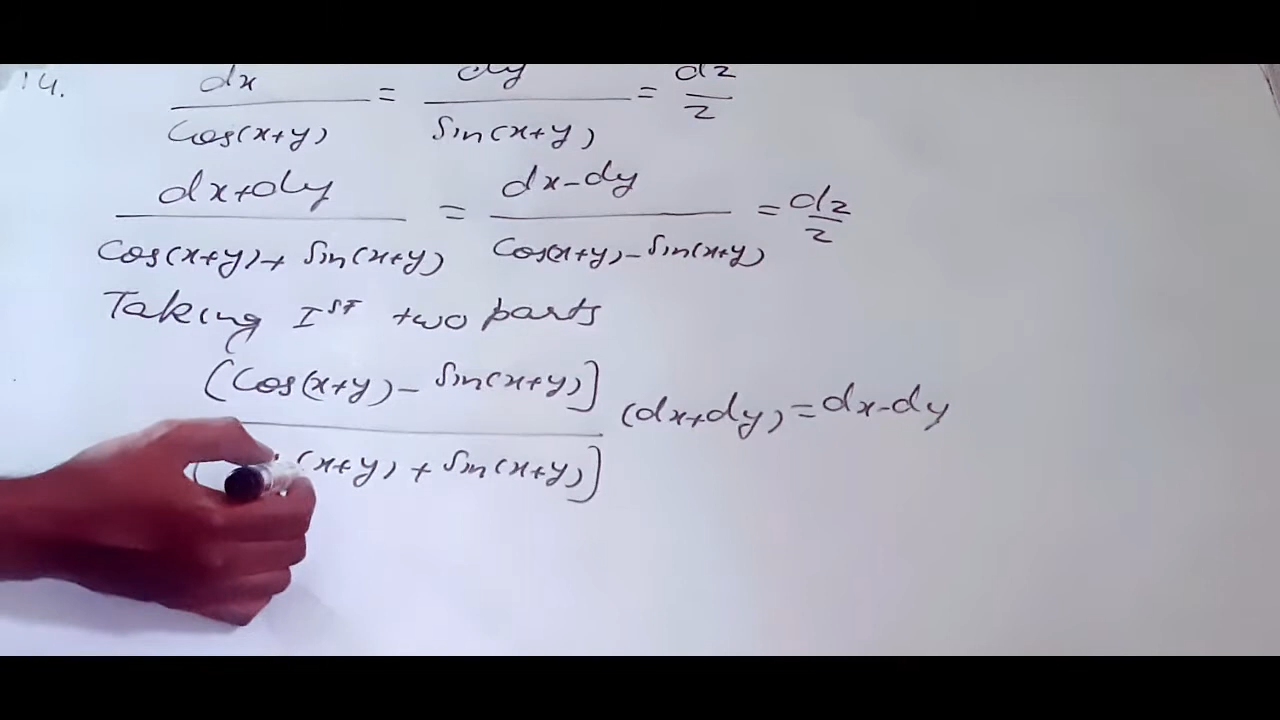 14. dx/cos(x+y) = dy/sin(x+y) = dz/z
dx+dy/cos(x+y)+ sin(x+y) = dx-dy/cos(x+y)-sin(x+y) = dz/z
Taking Ist two parts
[cos(x+y)- sin(x+y)]/(x+y) + sin(x+y)] (dx+dy) = dx-dy